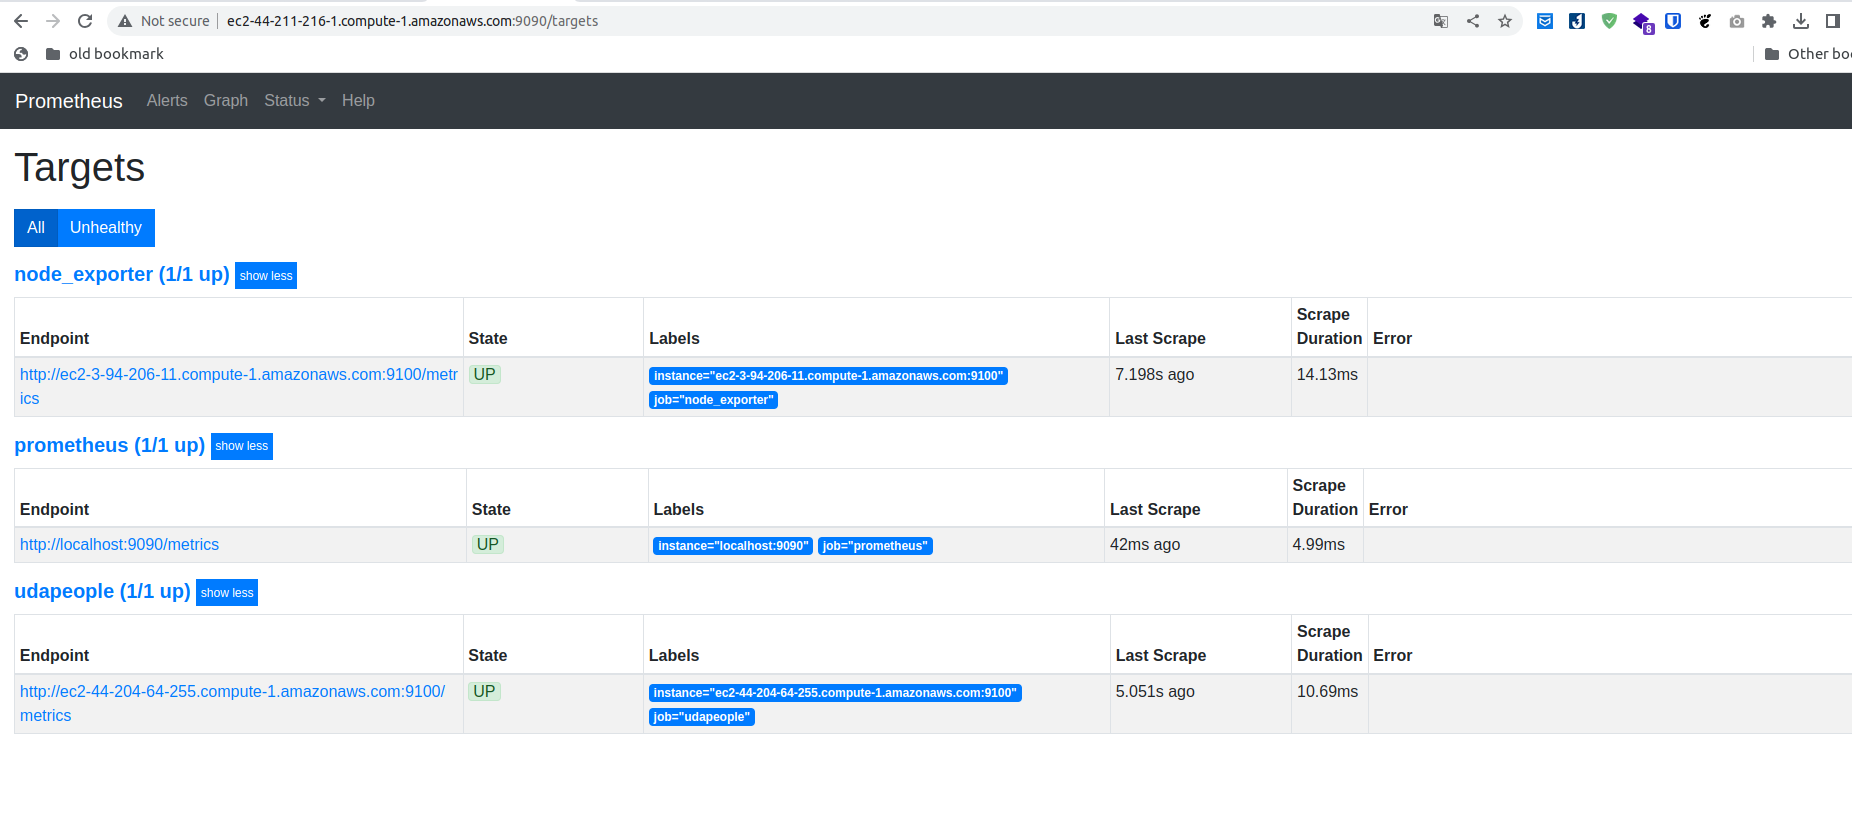 Not secure ec2-44-211-216-1.compute-1.amazonaws.com:9090/targets
8
old bookmark Other boo
Prometheus Alerts Graph Status Help
Targets
All Unhealthy
node_exporter (1/1 up) show less
Endpoint State Labels Last Scrape Scrape Duration Error
http://ec2-3-94-206-11.compute-1.amazonaws.com:9100/metr UP instance="ec2-3-94-206-11.compute-1.amazonaws.com:9100" 7.198s ago 14.13ms
ics job="node_exporter"
prometheus (1/1 up) show less
Endpoint State Labels Last Scrape Scrape Duration Error
http://localhost:9090/metrics UP instance="localhost:9090" job="prometheus" 42ms ago 4.99ms
udapeople (1/1 up) show less
Endpoint State Labels Last Scrape Scrape Duration Error
http://ec2-44-204-64-255.compute-1.amazonaws.com:9100/ UP instance="ec2-44-204-64-255.compute-1.amazonaws.com:9100" 5.051s ago 10.69ms
metrics job="udapeople"